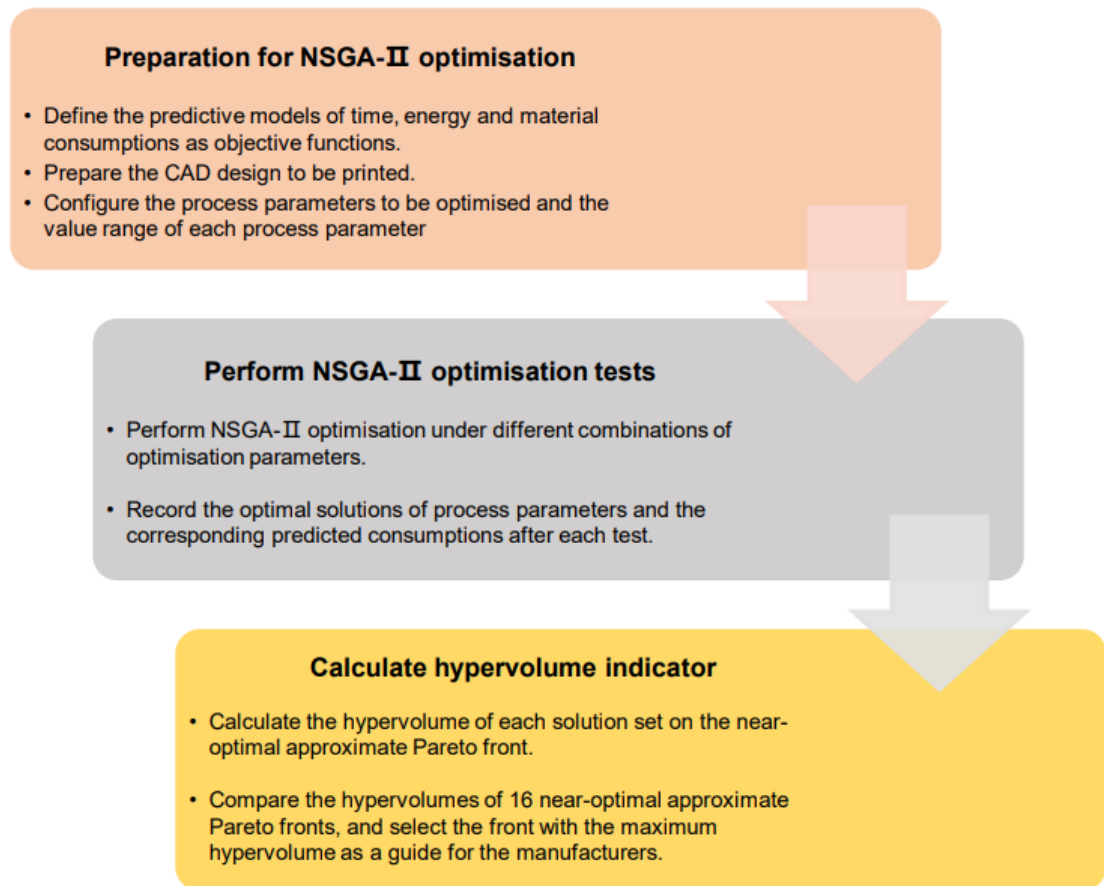 Preparation for NSGA-II optimisation
• Define the predictive models of time, energy and material
consumptions as objective functions.
• Prepare the CAD design to be printed.
• Configure the process parameters to be optimised and the
value range of each process parameter
Perform NSGA-II optimisation tests
• Perform NSGA-II optimisation under different combinations of
optimisation parameters.
• Record the optimal solutions of process parameters and the
corresponding predicted consumptions after each test.
Calculate hypervolume indicator
• Calculate the hypervolume of each solution set on the near-
optimal approximate Pareto front.
• Compare the hypervolumes of 16 near-optimal approximate
Pareto fronts, and select the front with the maximum
hypervolume as a guide for the manufacturers.